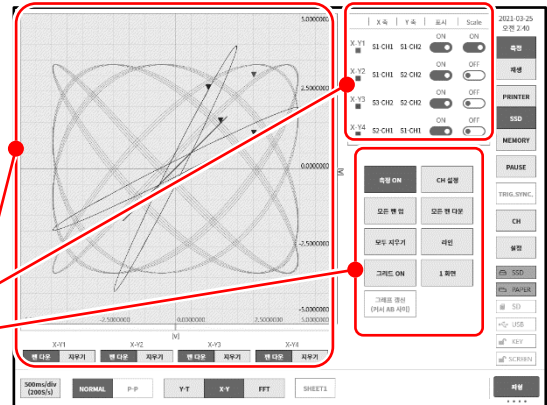 5.0000000
2.5000000
0.0000000
-2.5000000
-5.0000000
-2.5000000 0.0000000 2.5000000 5.0000000
[V]
[V]
X-Y1 X-Y2 X-Y3 X-Y4
펜 다운 지우기 펜 다운 지우기 펜 다운 지우기 펜 다운 지우기
X 축 Y 축 표시 Scale
ON ON
X-Y1 S1-CH1 S1-CH2
ON OFF
X-Y2 S1-CH1 S1-CH2
ON OFF
X-Y3 S3-CH2 S3-CH2
ON OFF
X-Y4 S2-CH1 S1-CH2
측정 ON CH 설정
모든 펜 업 모든 펜 다운
모두 지우기 라인
그리드 ON 1 화면
그래프 갱신
(커서 AB 사이)
2021-03-25
오전 2:40
측정
재생
PRINTER
SSD
MEMORY
PAUSE
TRIG.SYNC.
CH
설정
SSD
PAPER
SD
USB
KEY
SCREEN
500ms/div
(200S/s)
NORMAL P-P Y-T X-Y FFT SHEET1
파형